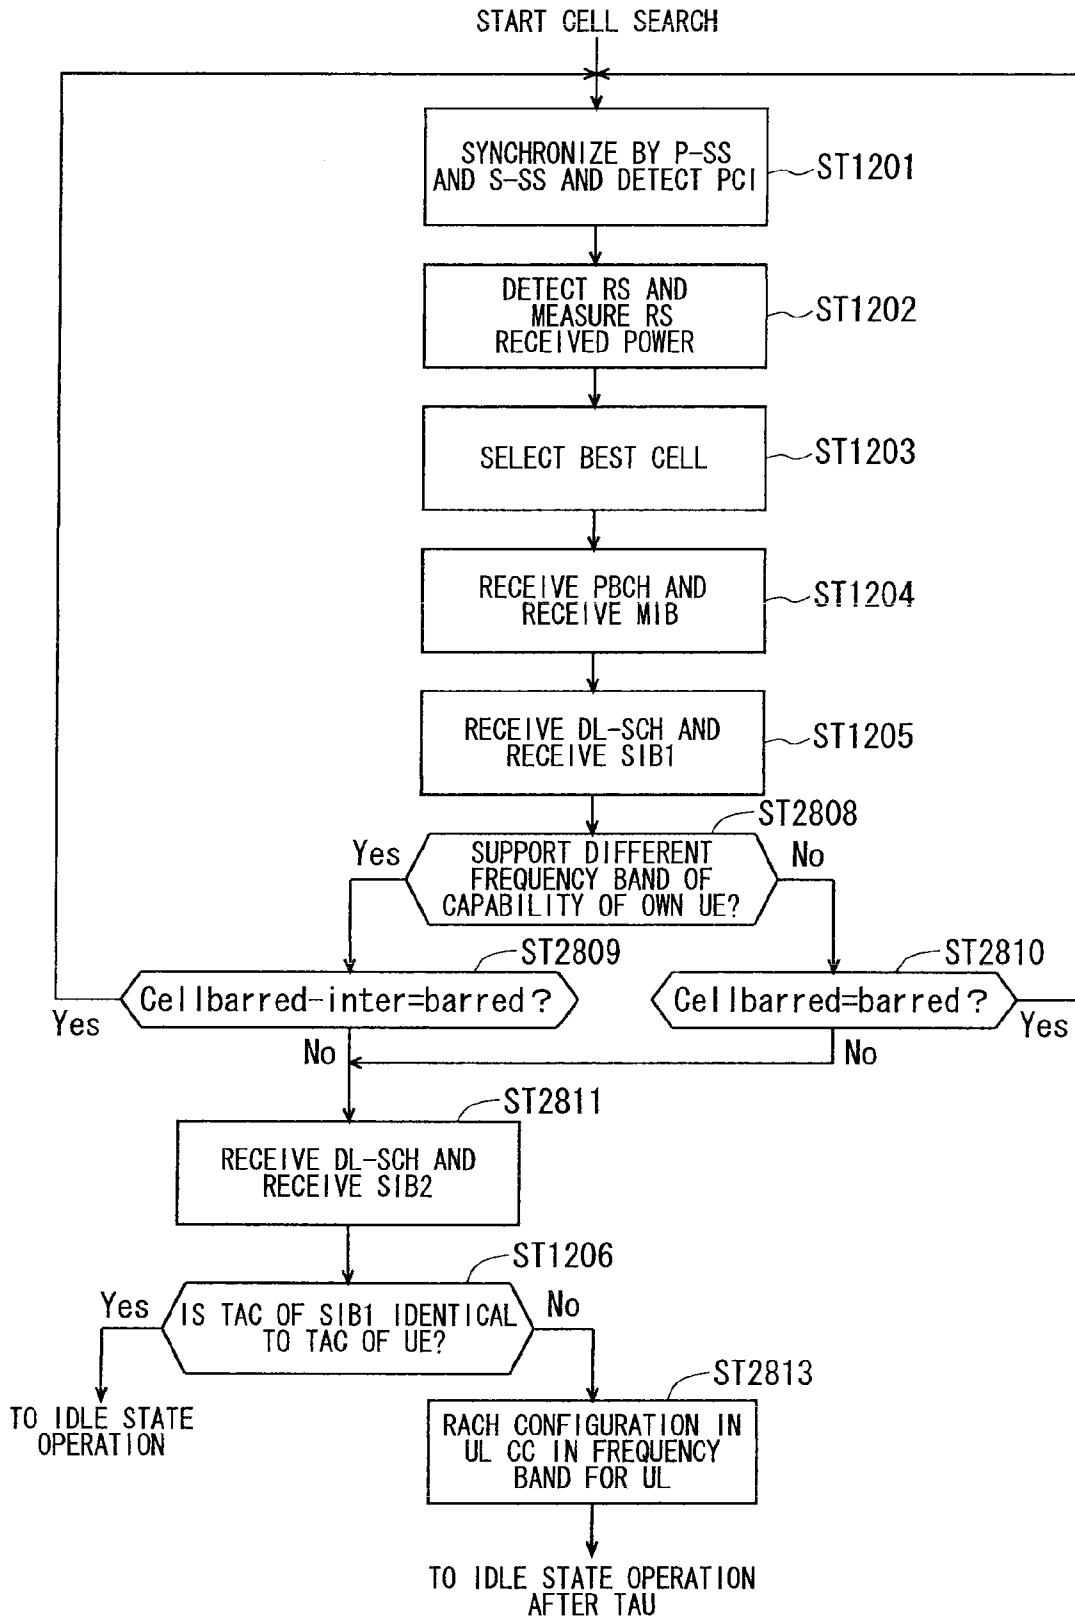 START CELL SEARCH
SYNCHRONIZE BY P-SS
AND S-SS AND DETECT PCI
ST1201
DETECT RS AND
MEASURE RS
RECEIVED POWER
ST1202
SELECT BEST CELL
ST1203
RECEIVE PBCH AND
RECEIVE MIB
ST1204
RECEIVE DL-SCH AND
RECEIVE SIB1
ST1205
ST2808
Yes
SUPPORT DIFFERENT
FREQUENCY BAND OF
CAPABILITY OF OWN UE?
No
ST2809
Cellbarred-inter=barred?
Yes
No
ST2810
Cellbarred=barred?
Yes
No
ST2811
RECEIVE DL-SCH AND
RECEIVE SIB2
ST1206
Yes
IS TAC OF SIB1 IDENTICAL
TO TAC OF UE?
No
TO IDLE STATE
OPERATION
ST2813
RACH CONFIGURATION IN
UL CC IN FREQUENCY
BAND FOR UL
TO IDLE STATE OPERATION
AFTER TAU